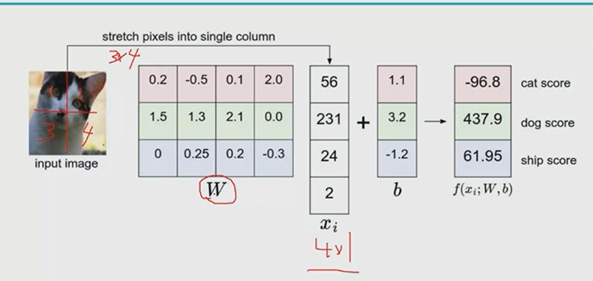 stretch pixels into single column
3x4
0.2 -0.5 0.1 2.0 56 1.1 -96.8 cat score
1.5 1.3 2.1 0.0 231 + 3.2 437.9 dog score
3 4
0 0.25 0.2 -0.3 24 -1.2 61.95 ship score
input image
W 2 b f(xᵢ; W, b)
xᵢ
4x1